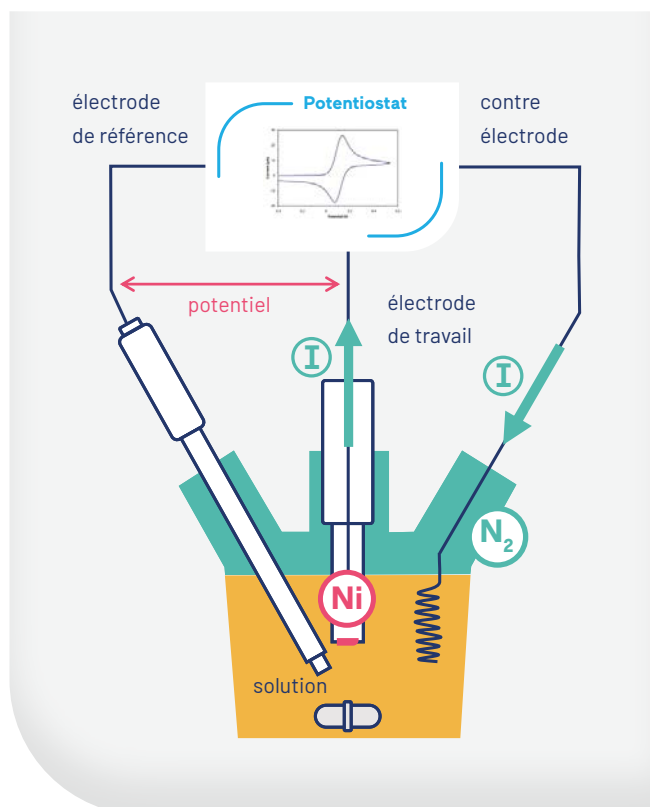 électrode
de référence
Potentiostat
contre
électrode
potentiel
électrode
de travail
I
I
N₂
Ni
solution